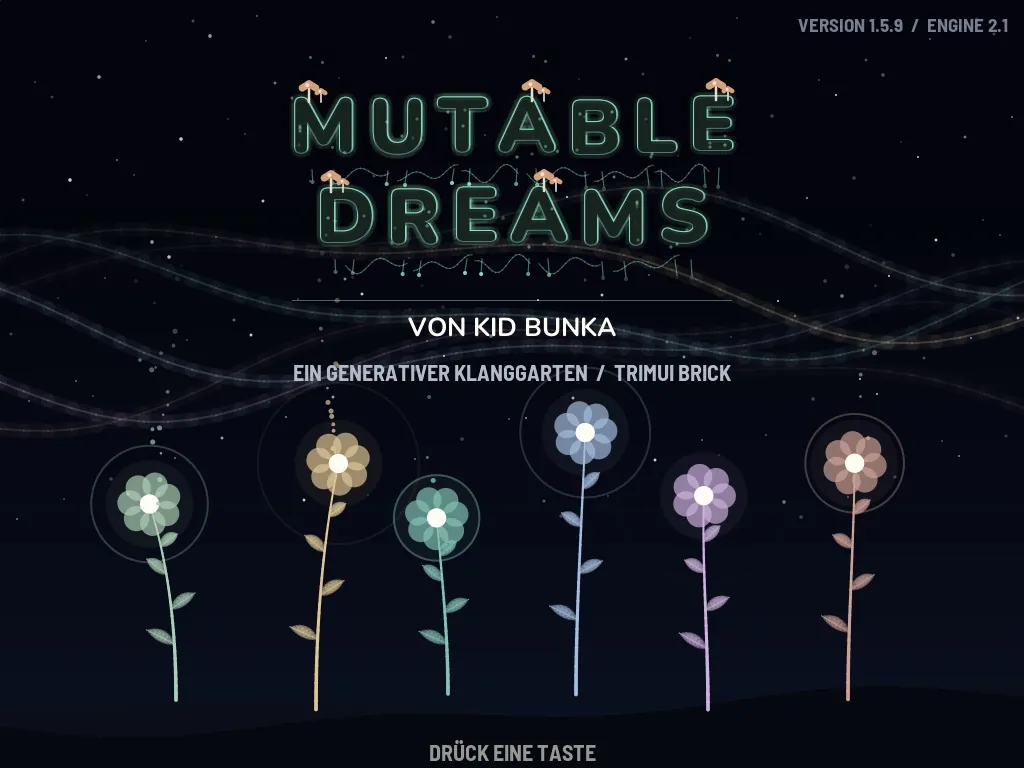 VERSION 1.5.9 / ENGINE 2.1
MUTABLE
DREAMS
VON KID BUNKA
EIN GENERATIVER KLANGGARTEN / TRIMUI BRICK
DRÜCK EINE TASTE